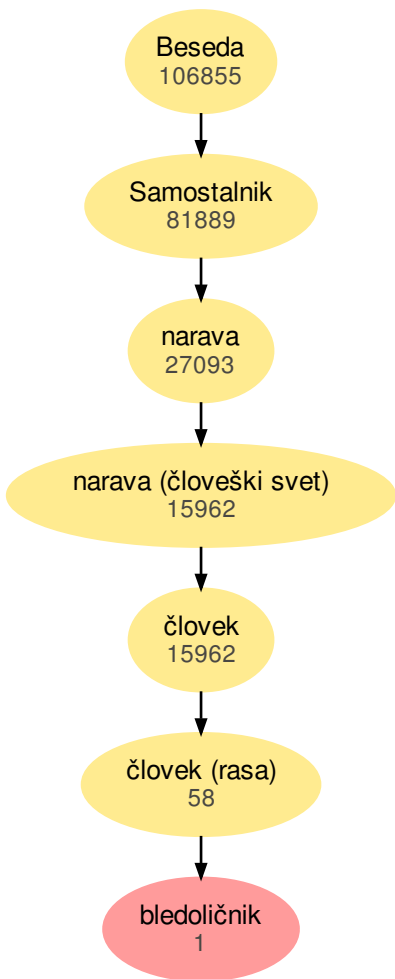 Beseda
106855
Samostalnik
81889
narava
27093
narava (človeški svet)
15962
človek
15962
človek (rasa)
58
bledoličnik
1